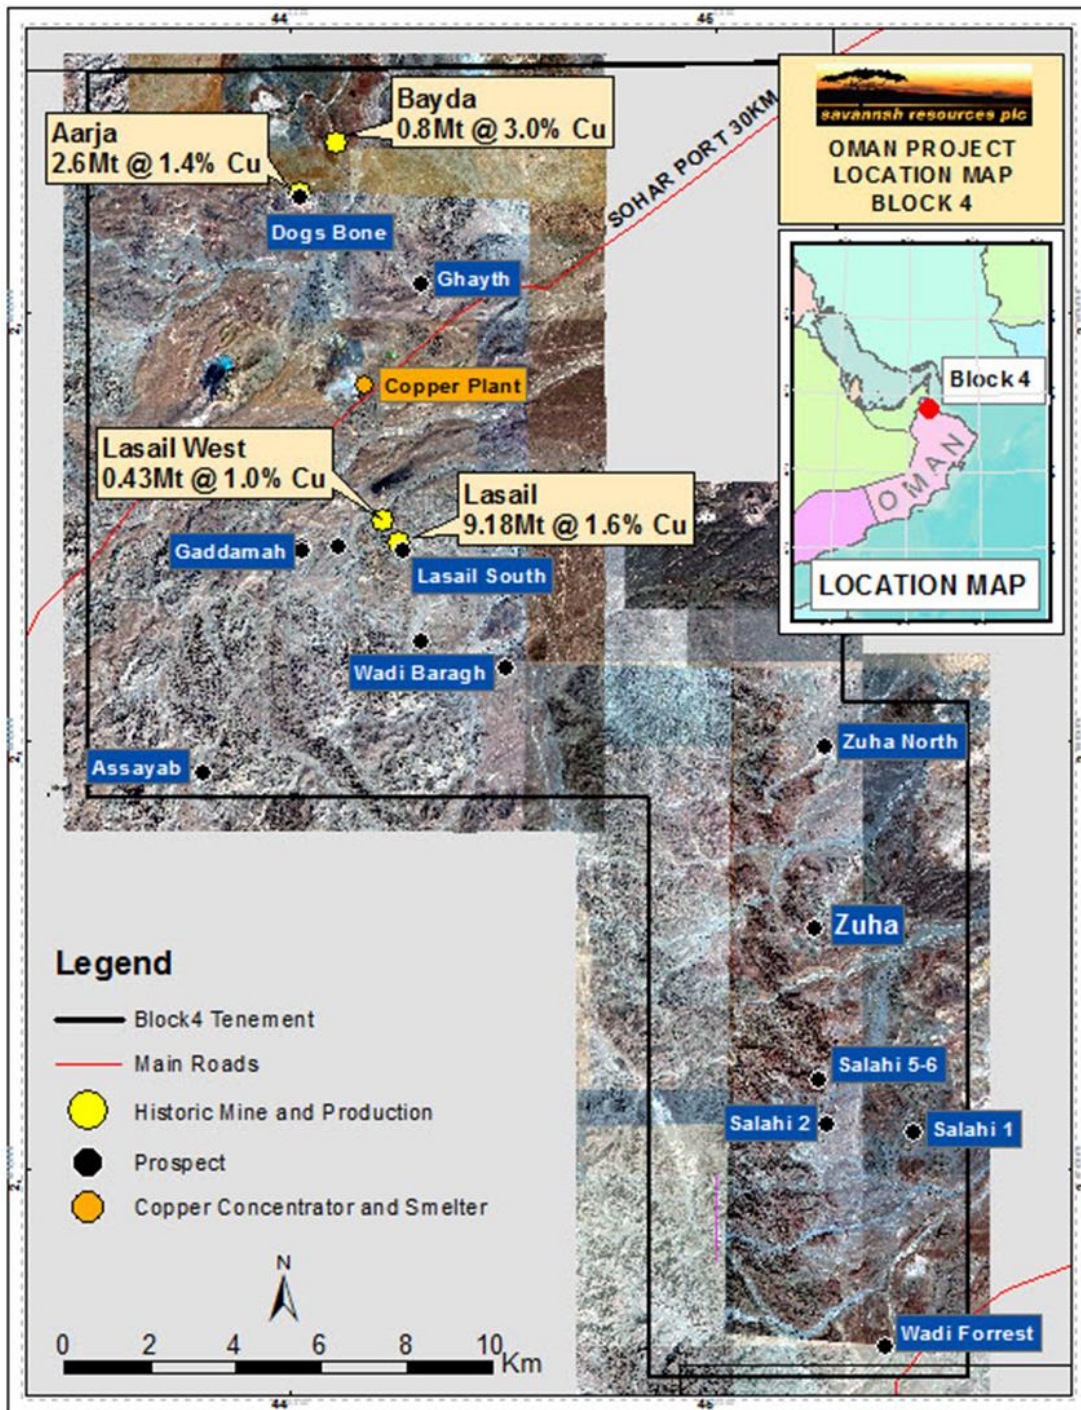 44
46
Bayda
0.8Mt @ 3.0% Cu
Aarja
2.6Mt @ 1.4% Cu
SOHAR PORT 30KM
savannah resources plc
OMAN PROJECT
LOCATION MAP
BLOCK 4
Dogs Bone
Ghayth
Copper Plant
Block 4
OMAN
LOCATION MAP
Lasail West
0.43Mt @ 1.0% Cu
Lasail
9.18Mt @ 1.6% Cu
Gaddamah
Lasail South
Wadi Baragh
Assayab
Zuha North
Zuha
Salahi 5-6
Salahi 2
Salahi 1
Wadi Forrest
Legend
Block4 Tenement
Main Roads
Historic Mine and Production
Prospect
Copper Concentrator and Smelter
N
0 2 4 6 8 10
Km
44
46